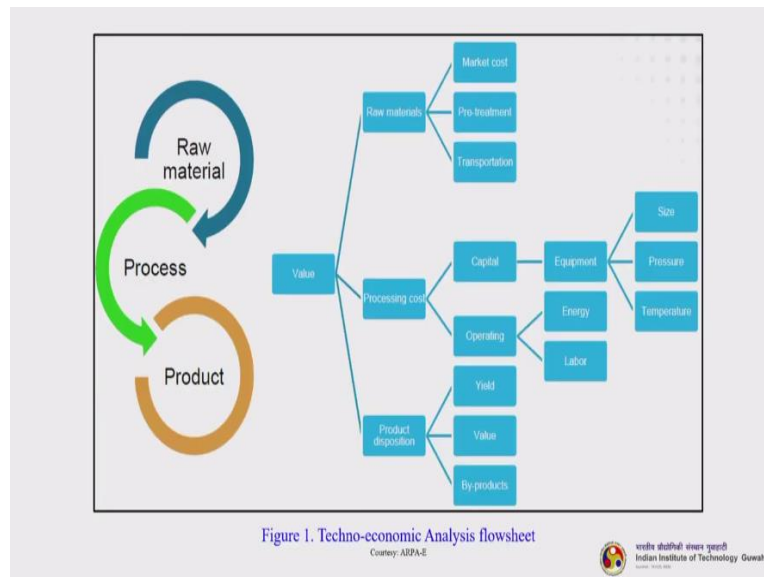 Raw
material
Process
Product
Value
Raw materials
Market cost
Pre-treatment
Transportation
Processing cost
Capital
Equipment
Size
Pressure
Temperature
Operating
Energy
Labor
Product
disposition
Yield
Value
By-products
Figure 1. Techno-economic Analysis flowsheet
Courtesy: ARPA-E
भारतीय प्रौद्योगिकी संस्थान गुवाहाटी
Indian Institute of Technology Guwah